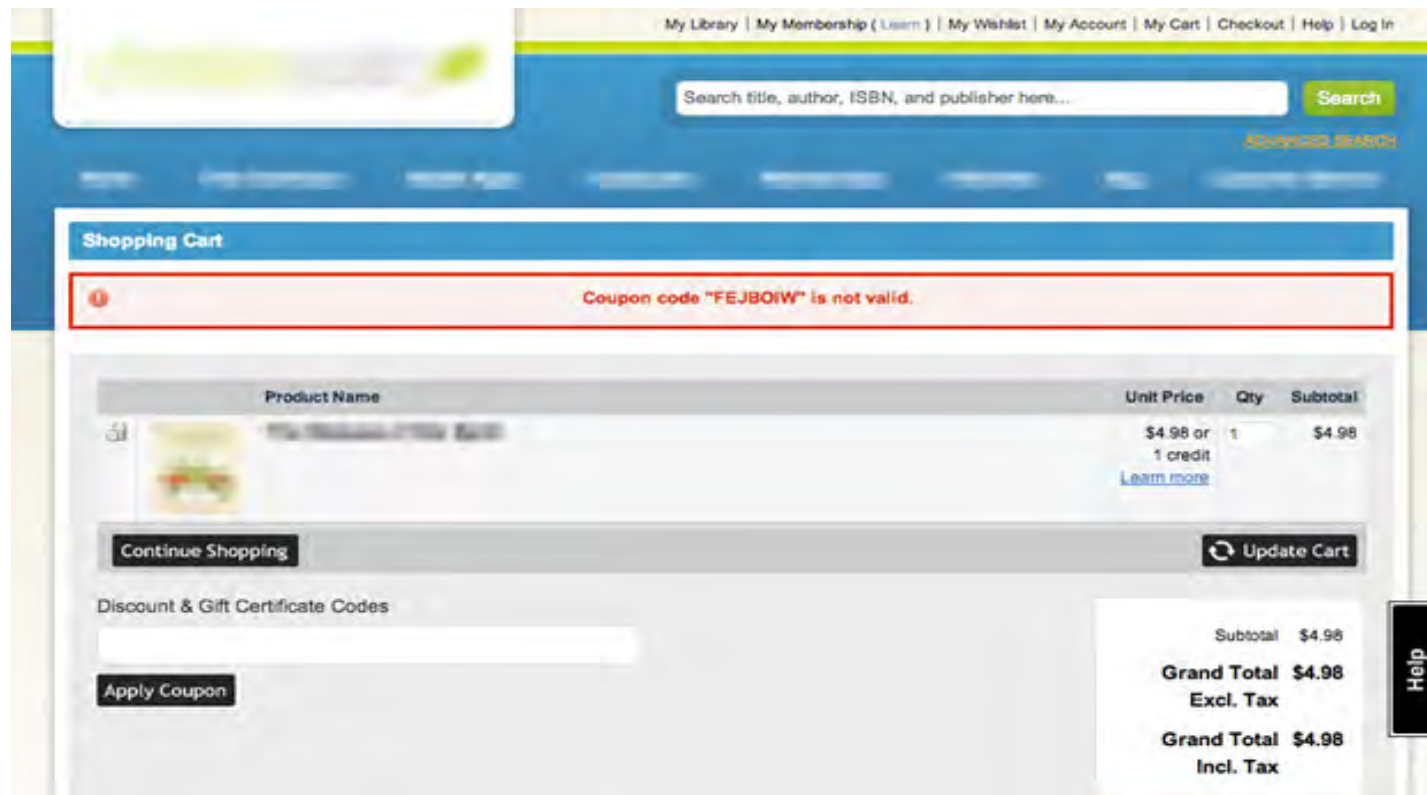 My Library | My Membership ( Learn ) | My Wishlist | My Account | My Cart | Checkout | Help | Log In
Search title, author, ISBN, and publisher here...
Search
ADVANCED SEARCH
Shopping Cart
Coupon code "FEJBOIW" is not valid.
Product Name Unit Price Qty Subtotal
$4.98 or 1 $4.98
1 credit
Learn more
Continue Shopping Update Cart
Discount & Gift Certificate Codes
Subtotal $4.98
Apply Coupon
Grand Total $4.98
Excl. Tax
Grand Total $4.98
Incl. Tax
Help